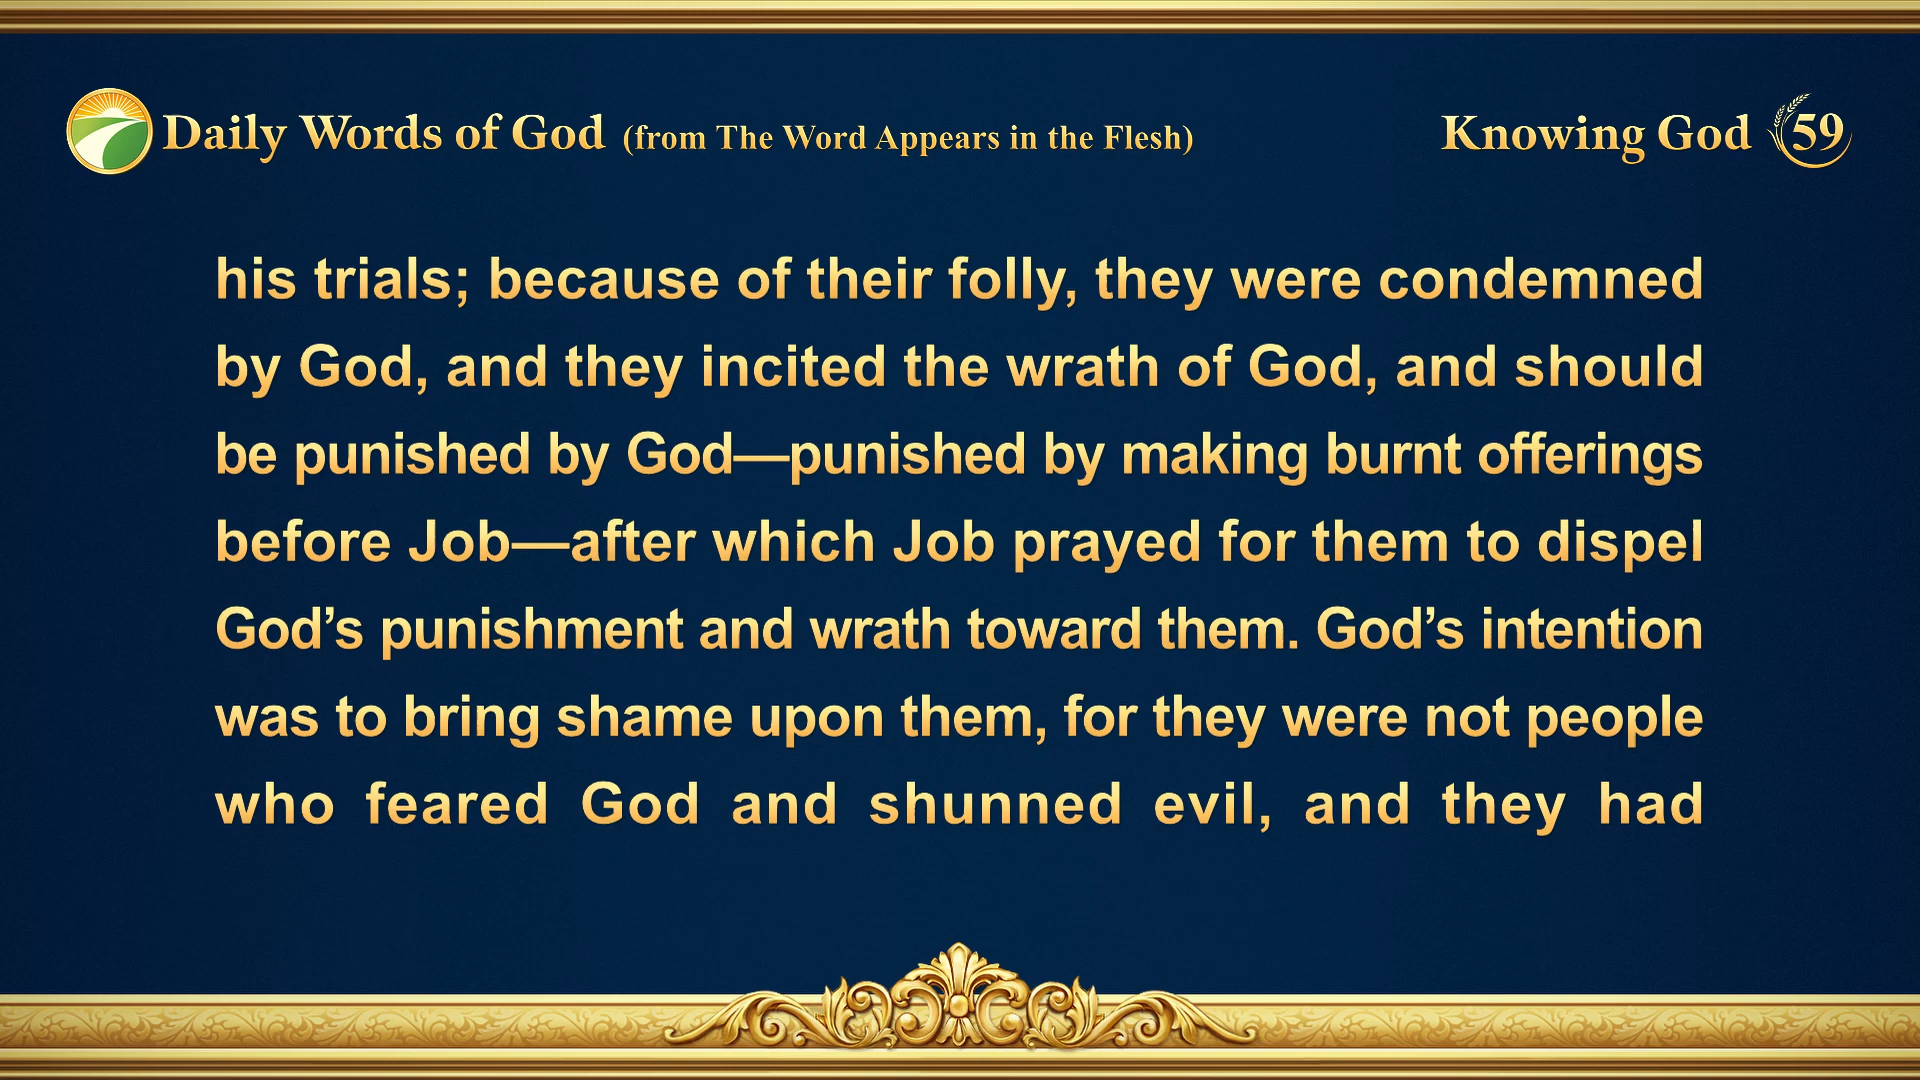 Daily Words of God (from The Word Appears in the Flesh)
Knowing God 59
his trials; because of their folly, they were condemned
by God, and they incited the wrath of God, and should
be punished by God—punished by making burnt offerings
before Job—after which Job prayed for them to dispel
God’s punishment and wrath toward them. God’s intention
was to bring shame upon them, for they were not people
who feared God and shunned evil, and they had